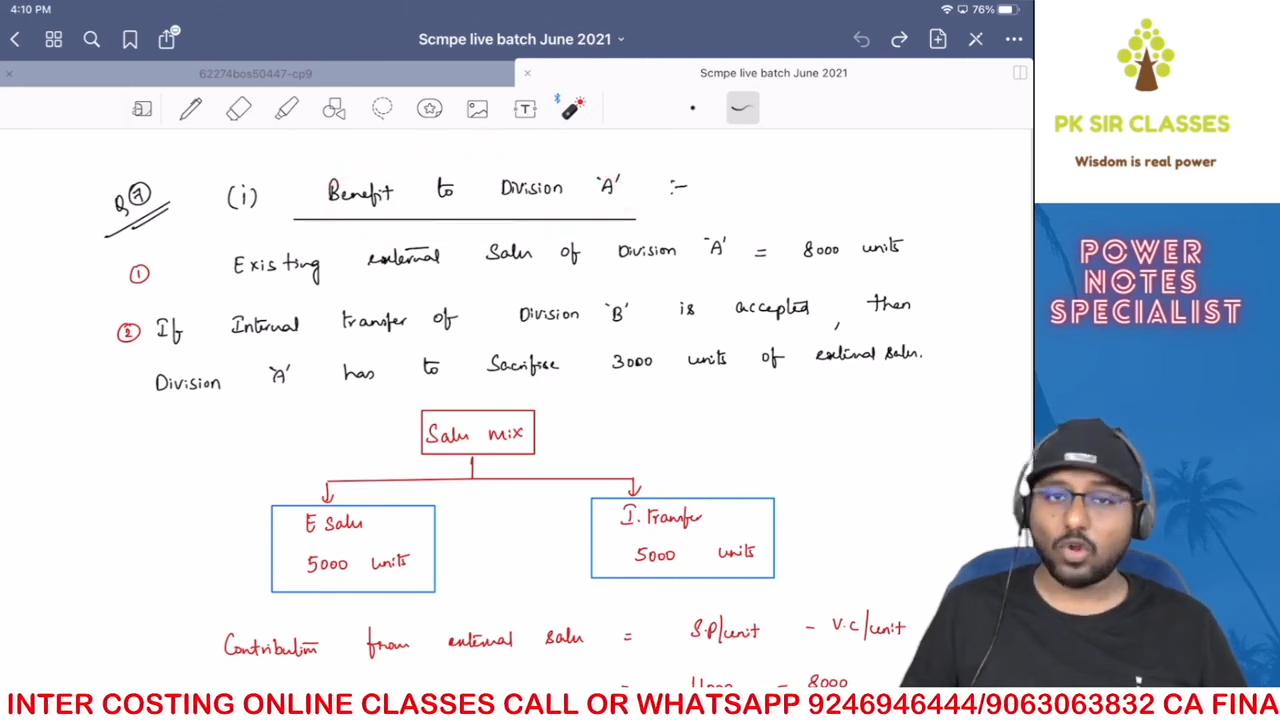 4:10 PM
76%
Scmpe live batch June 2021
62274bos50447-cp9
Scmpe live batch June 2021
PK SIR CLASSES
Wisdom is real power
POWER
NOTES
SPECIALIST
Q 7 (i) Benefit to Division 'A' :-
1 Existing external Sales of Division 'A' = 8000 units
2 If Internal transfer of Division 'B' is accepted, then
Division 'A' has to Sacrifise 3000 units of external sales.
Sales mix
E Sales
5000 units
I. Transfer
5000 units
Contribution from external sales = S.P/unit - V.C/unit
= 11000 - 8000
INTER COSTING ONLINE CLASSES CALL OR WHATSAPP 9246946444/9063063832 CA FINA